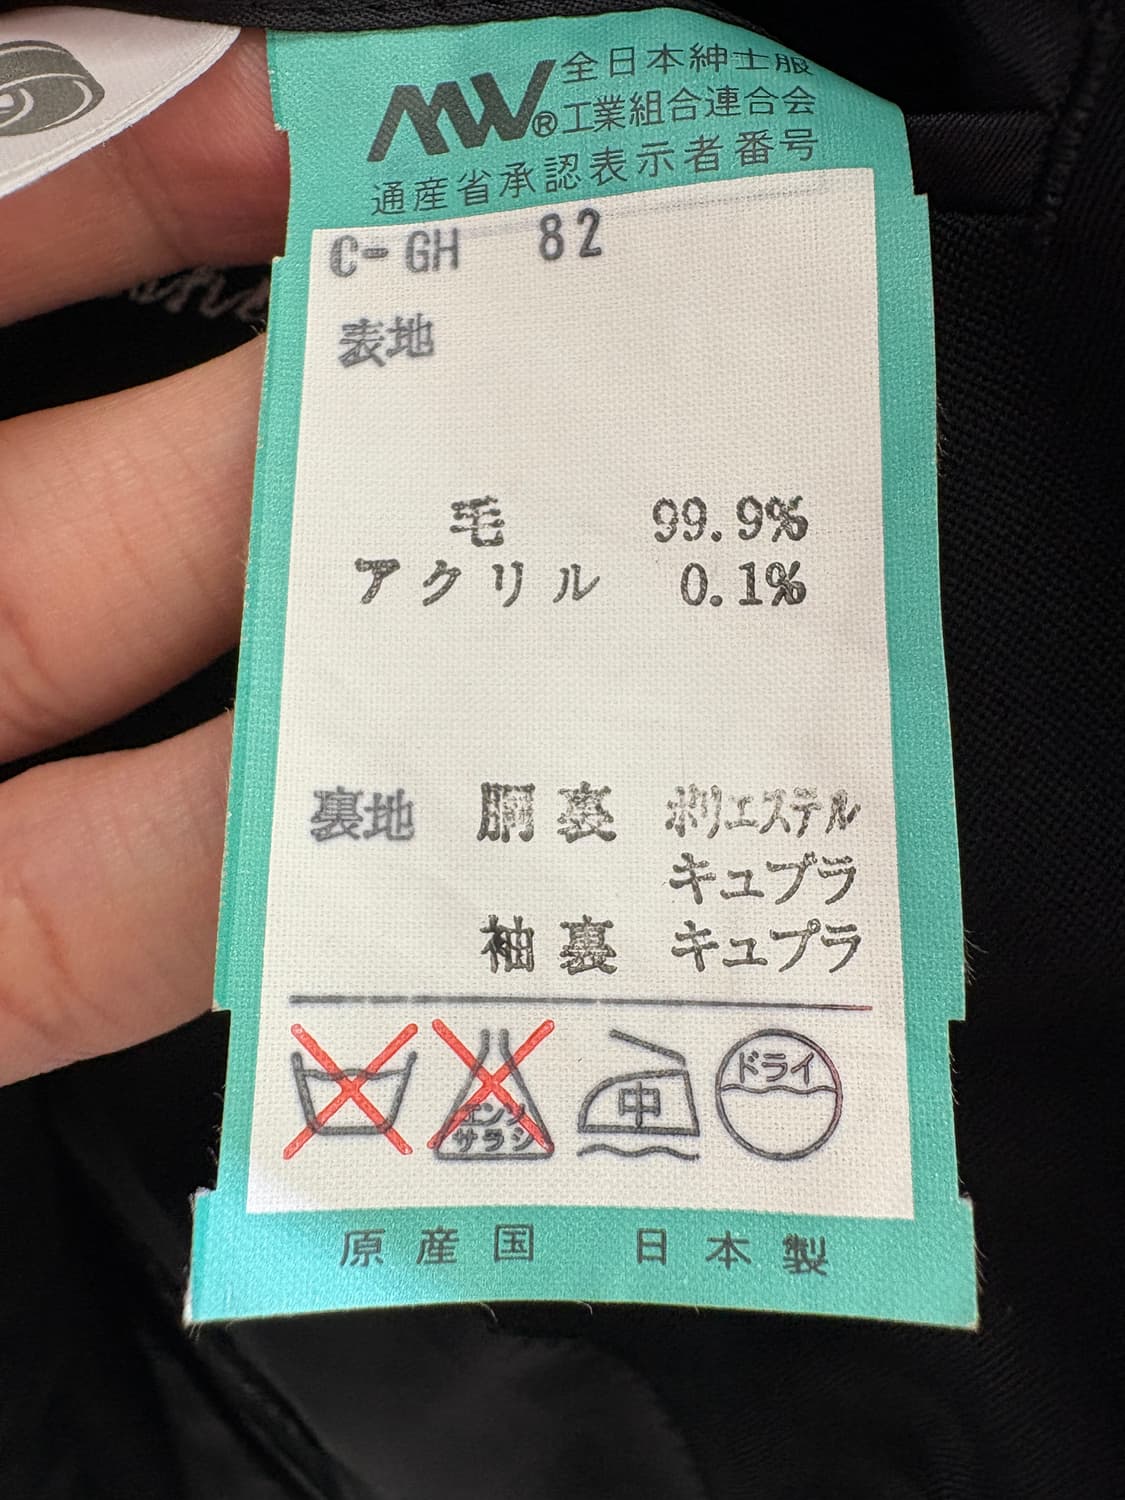 MW® 全日本紳士服
工業組合連合会
通産省承認表示者番号
C-GH 82
表地
毛 99.9%
アクリル 0.1%
裏地 胴裏 ポリエステル
キュプラ
袖裏 キュプラ
エンソ
サラシ
中
ドライ
原産国 日本製